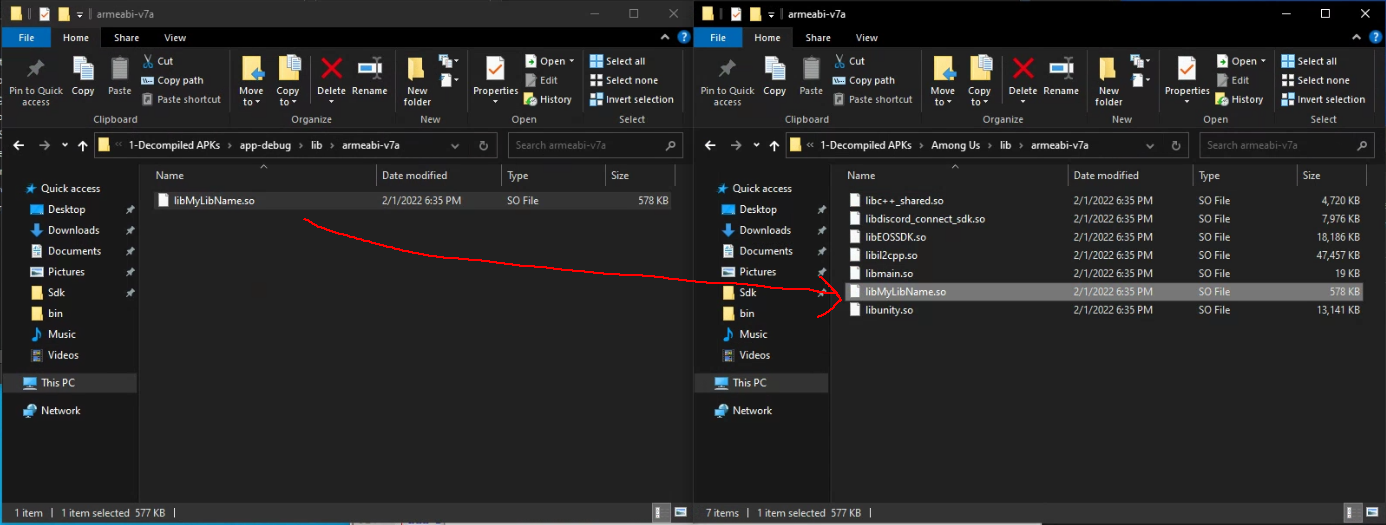 armeabi-v7a
File Home Share View
Pin to Quick access
Copy
Paste
Cut
Copy path
Paste shortcut
Clipboard
Move to
Copy to
Delete
Rename
Organize
New folder
New
Properties
Open
Edit
History
Open
Select all
Select none
Invert selection
Select
« 1-Decompiled APKs › app-debug › lib › armeabi-v7a
Search armeabi-v7a
Quick access
Desktop
Downloads
Documents
Pictures
Sdk
bin
Music
Videos
This PC
Network
Name Date modified Type Size
libMyLibName.so 2/1/2022 6:35 PM SO File 578 KB
1 item 1 item selected 577 KB
armeabi-v7a
File Home Share View
Pin to Quick access
Copy
Paste
Cut
Copy path
Paste shortcut
Clipboard
Move to
Copy to
Delete
Rename
Organize
New folder
New
Properties
Open
Edit
History
Open
Select all
Select none
Invert selection
Select
« 1-Decompiled APKs › Among Us › lib › armeabi-v7a
Search armeabi-v7a
Quick access
Desktop
Downloads
Documents
Pictures
Sdk
bin
Music
Videos
This PC
Network
Name Date modified Type Size
libc++_shared.so 2/1/2022 6:35 PM SO File 4,720 KB
libdiscord_connect_sdk.so 2/1/2022 6:35 PM SO File 7,976 KB
libEOSSDK.so 2/1/2022 6:35 PM SO File 18,186 KB
libil2cpp.so 2/1/2022 6:35 PM SO File 47,457 KB
libmain.so 2/1/2022 6:35 PM SO File 19 KB
libMyLibName.so 2/1/2022 6:35 PM SO File 578 KB
libunity.so 2/1/2022 6:35 PM SO File 13,141 KB
7 items 1 item selected 577 KB